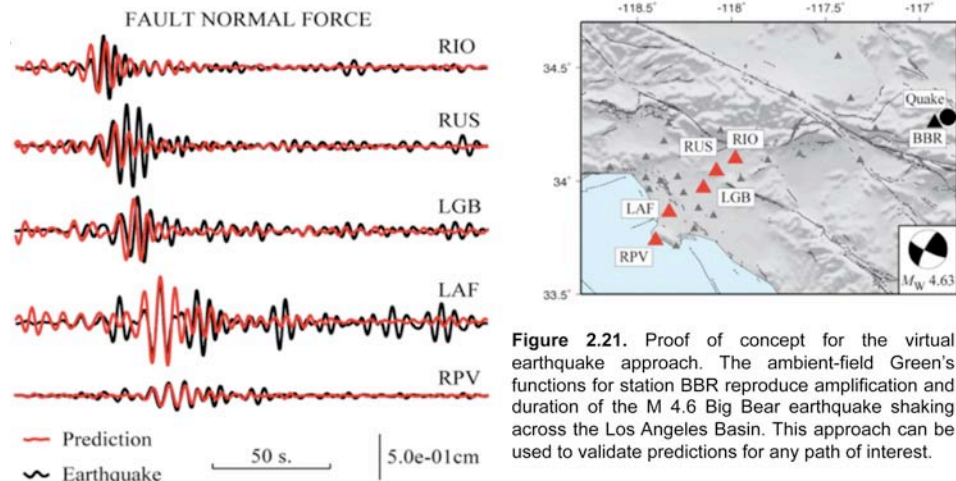 FAULT NORMAL FORCE
RIO
RUS
LGB
LAF
RPV
Prediction
Earthquake
50 s.
5.0e-01cm
-118.5°
-118°
-117.5°
-117°
34.5°
34°
33.5°
Quake
BBR
RUS
RIO
LGB
LAF
RPV
Mw 4.63
Figure 2.21. Proof of concept for the virtual
earthquake approach. The ambient-field Green's
functions for station BBR reproduce amplification and
duration of the M 4.6 Big Bear earthquake shaking
across the Los Angeles Basin. This approach can be
used to validate predictions for any path of interest.